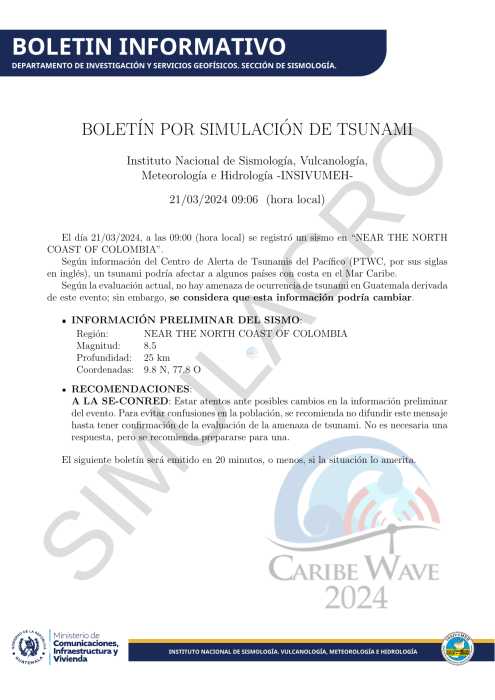 BOLETIN INFORMATIVO
DEPARTAMENTO DE INVESTIGACIÓN Y SERVICIOS GEOFÍSICOS. SECCIÓN DE SISMOLOGÍA.
BOLETÍN POR SIMULACIÓN DE TSUNAMI
Instituto Nacional de Sismología, Vulcanología,
Meteorología e Hidrología -INSIVUMEH-
21/03/2024 09:06 (hora local)
El día 21/03/2024, a las 09:00 (hora local) se registró un sismo en "NEAR THE NORTH
COAST OF COLOMBIA".
Según información del Centro de Alerta de Tsunamis del Pacífico (PTWC, por sus siglas
en inglés), un tsunami podría afectar a algunos países con costa en el Mar Caribe.
Según la evaluación actual, no hay amenaza de ocurrencia de tsunami en Guatemala derivada
de este evento; sin embargo, se considera que esta información podría cambiar.
• INFORMACIÓN PRELIMINAR DEL SISMO:
Región: NEAR THE NORTH COAST OF COLOMBIA
Magnitud: 8.5
Profundidad: 25 km
Coordenadas: 9.8 N, 77.8 O
• RECOMENDACIONES:
A LA SE-CONRED: Estar atentos ante posibles cambios en la información preliminar
del evento. Para evitar confusiones en la población, se recomienda no difundir este mensaje
hasta tener confirmación de la evaluación de la amenaza de tsunami. No es necesaria una
respuesta, pero se recomienda prepararse para una.
El siguiente boletín será emitido en 20 minutos, o menos, si la situación lo amerita.
SIMULACRO
CARIBE WAVE
2024
GUATEMALA
Ministerio de
Comunicaciones,
Infraestructura y
Vivienda
INSTITUTO NACIONAL DE SISMOLOGÍA, VULCANOLOGÍA, METEOROLOGÍA E HIDROLOGÍA